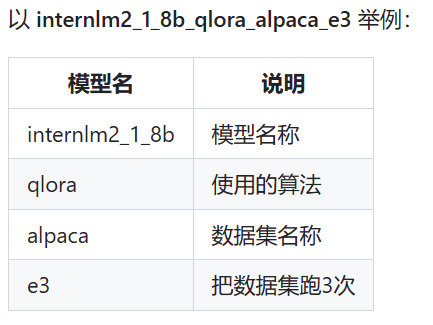 以 internlm2_1_8b_qlora_alpaca_e3 举例：
模型名 说明
internlm2_1_8b 模型名称
qlora 使用的算法
alpaca 数据集名称
e3 把数据集跑3次